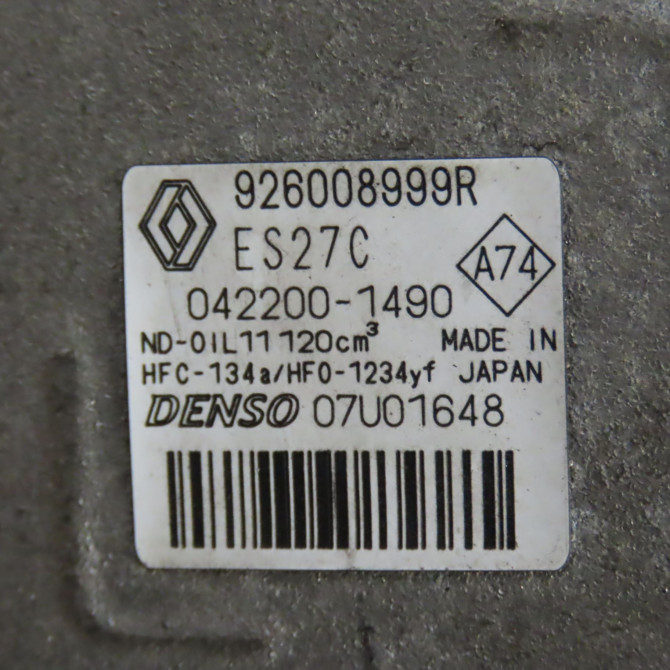 926008999R
ES27C
A74
042200-1490
ND-OIL11 120cm³ MADE IN
HFC-134a/HFO-1234yf JAPAN
DENSO 07U01648